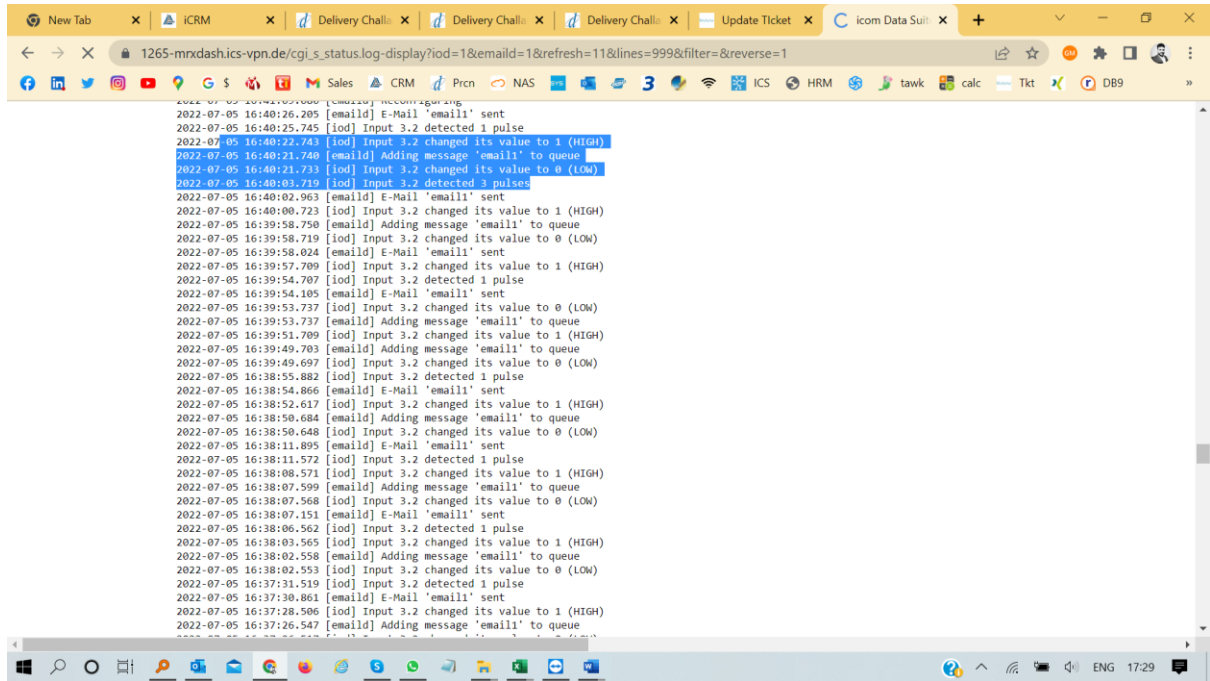 New Tab
iCRM
Delivery Challa
Delivery Challa
Delivery Challa
Update TIcket
icom Data Suit
1265-mrxdash.ics-vpn.de/cgi_s_status.log-display?iod=1&emaild=1&refresh=11&lines=999&filter=&reverse=1
G $
Sales
CRM
Prcn
NAS
3
ICS
HRM
tawk
calc
Tkt
DB9
»
2022-07-05 16:41:05.080 [emaild] Reconfiguring
2022-07-05 16:40:26.205 [emaild] E-Mail 'email1' sent
2022-07-05 16:40:25.745 [iod] Input 3.2 detected 1 pulse
2022-07-05 16:40:22.743 [iod] Input 3.2 changed its value to 1 (HIGH)
2022-07-05 16:40:21.740 [emaild] Adding message 'email1' to queue
2022-07-05 16:40:21.733 [iod] Input 3.2 changed its value to 0 (LOW)
2022-07-05 16:40:03.719 [iod] Input 3.2 detected 3 pulses
2022-07-05 16:40:02.963 [emaild] E-Mail 'email1' sent
2022-07-05 16:40:00.723 [iod] Input 3.2 changed its value to 1 (HIGH)
2022-07-05 16:39:58.750 [emaild] Adding message 'email1' to queue
2022-07-05 16:39:58.719 [iod] Input 3.2 changed its value to 0 (LOW)
2022-07-05 16:39:58.024 [emaild] E-Mail 'email1' sent
2022-07-05 16:39:57.709 [iod] Input 3.2 changed its value to 1 (HIGH)
2022-07-05 16:39:54.707 [iod] Input 3.2 detected 1 pulse
2022-07-05 16:39:54.105 [emaild] E-Mail 'email1' sent
2022-07-05 16:39:53.737 [iod] Input 3.2 changed its value to 0 (LOW)
2022-07-05 16:39:53.737 [emaild] Adding message 'email1' to queue
2022-07-05 16:39:51.709 [iod] Input 3.2 changed its value to 1 (HIGH)
2022-07-05 16:39:49.703 [emaild] Adding message 'email1' to queue
2022-07-05 16:39:49.697 [iod] Input 3.2 changed its value to 0 (LOW)
2022-07-05 16:38:55.882 [iod] Input 3.2 detected 1 pulse
2022-07-05 16:38:54.866 [emaild] E-Mail 'email1' sent
2022-07-05 16:38:52.617 [iod] Input 3.2 changed its value to 1 (HIGH)
2022-07-05 16:38:50.684 [emaild] Adding message 'email1' to queue
2022-07-05 16:38:50.648 [iod] Input 3.2 changed its value to 0 (LOW)
2022-07-05 16:38:11.895 [emaild] E-Mail 'email1' sent
2022-07-05 16:38:11.572 [iod] Input 3.2 detected 1 pulse
2022-07-05 16:38:08.571 [iod] Input 3.2 changed its value to 1 (HIGH)
2022-07-05 16:38:07.599 [emaild] Adding message 'email1' to queue
2022-07-05 16:38:07.568 [iod] Input 3.2 changed its value to 0 (LOW)
2022-07-05 16:38:07.151 [emaild] E-Mail 'email1' sent
2022-07-05 16:38:06.562 [iod] Input 3.2 detected 1 pulse
2022-07-05 16:38:03.565 [iod] Input 3.2 changed its value to 1 (HIGH)
2022-07-05 16:38:02.558 [emaild] Adding message 'email1' to queue
2022-07-05 16:38:02.553 [iod] Input 3.2 changed its value to 0 (LOW)
2022-07-05 16:37:31.519 [iod] Input 3.2 detected 1 pulse
2022-07-05 16:37:30.861 [emaild] E-Mail 'email1' sent
2022-07-05 16:37:28.506 [iod] Input 3.2 changed its value to 1 (HIGH)
2022-07-05 16:37:26.547 [emaild] Adding message 'email1' to queue
ENG 17:29